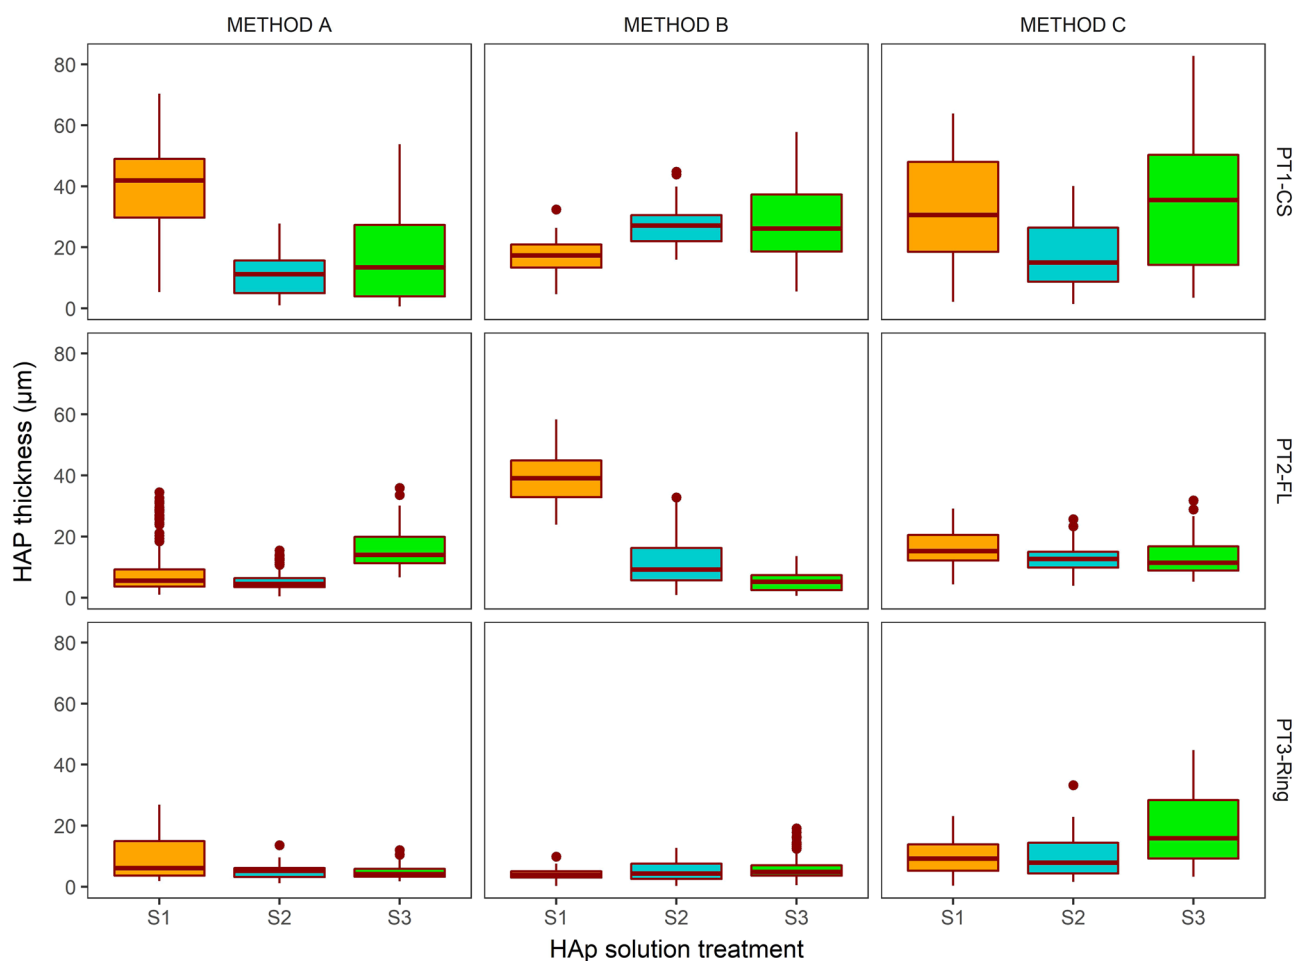 METHOD A
METHOD B
METHOD C
80
60
40
20
0
PT1-CS
80
60
40
20
0
PT2-FL
80
60
40
20
0
PT3-Ring
HAP thickness (μm)
S1 S2 S3
S1 S2 S3
S1 S2 S3
HAp solution treatment